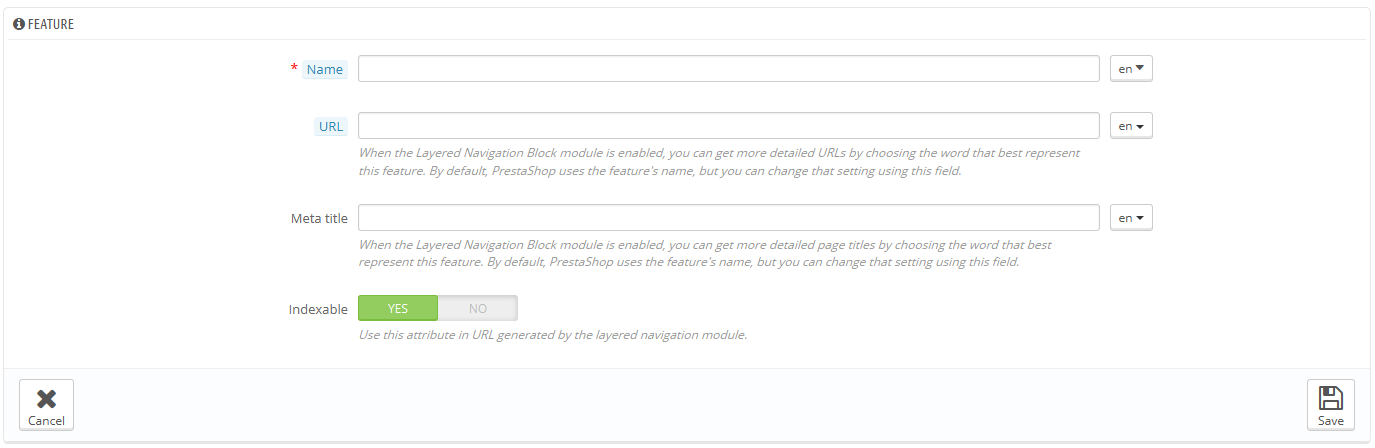 FEATURE
* Name
en
URL
en
When the Layered Navigation Block module is enabled, you can get more detailed URLs by choosing the word that best represent
this feature. By default, PrestaShop uses the feature's name, but you can change that setting using this field.
Meta title
en
When the Layered Navigation Block module is enabled, you can get more detailed page titles by choosing the word that best
represent this feature. By default, PrestaShop uses the feature's name, but you can change that setting using this field.
Indexable YES NO
Use this attribute in URL generated by the layered navigation module.
Cancel
Save